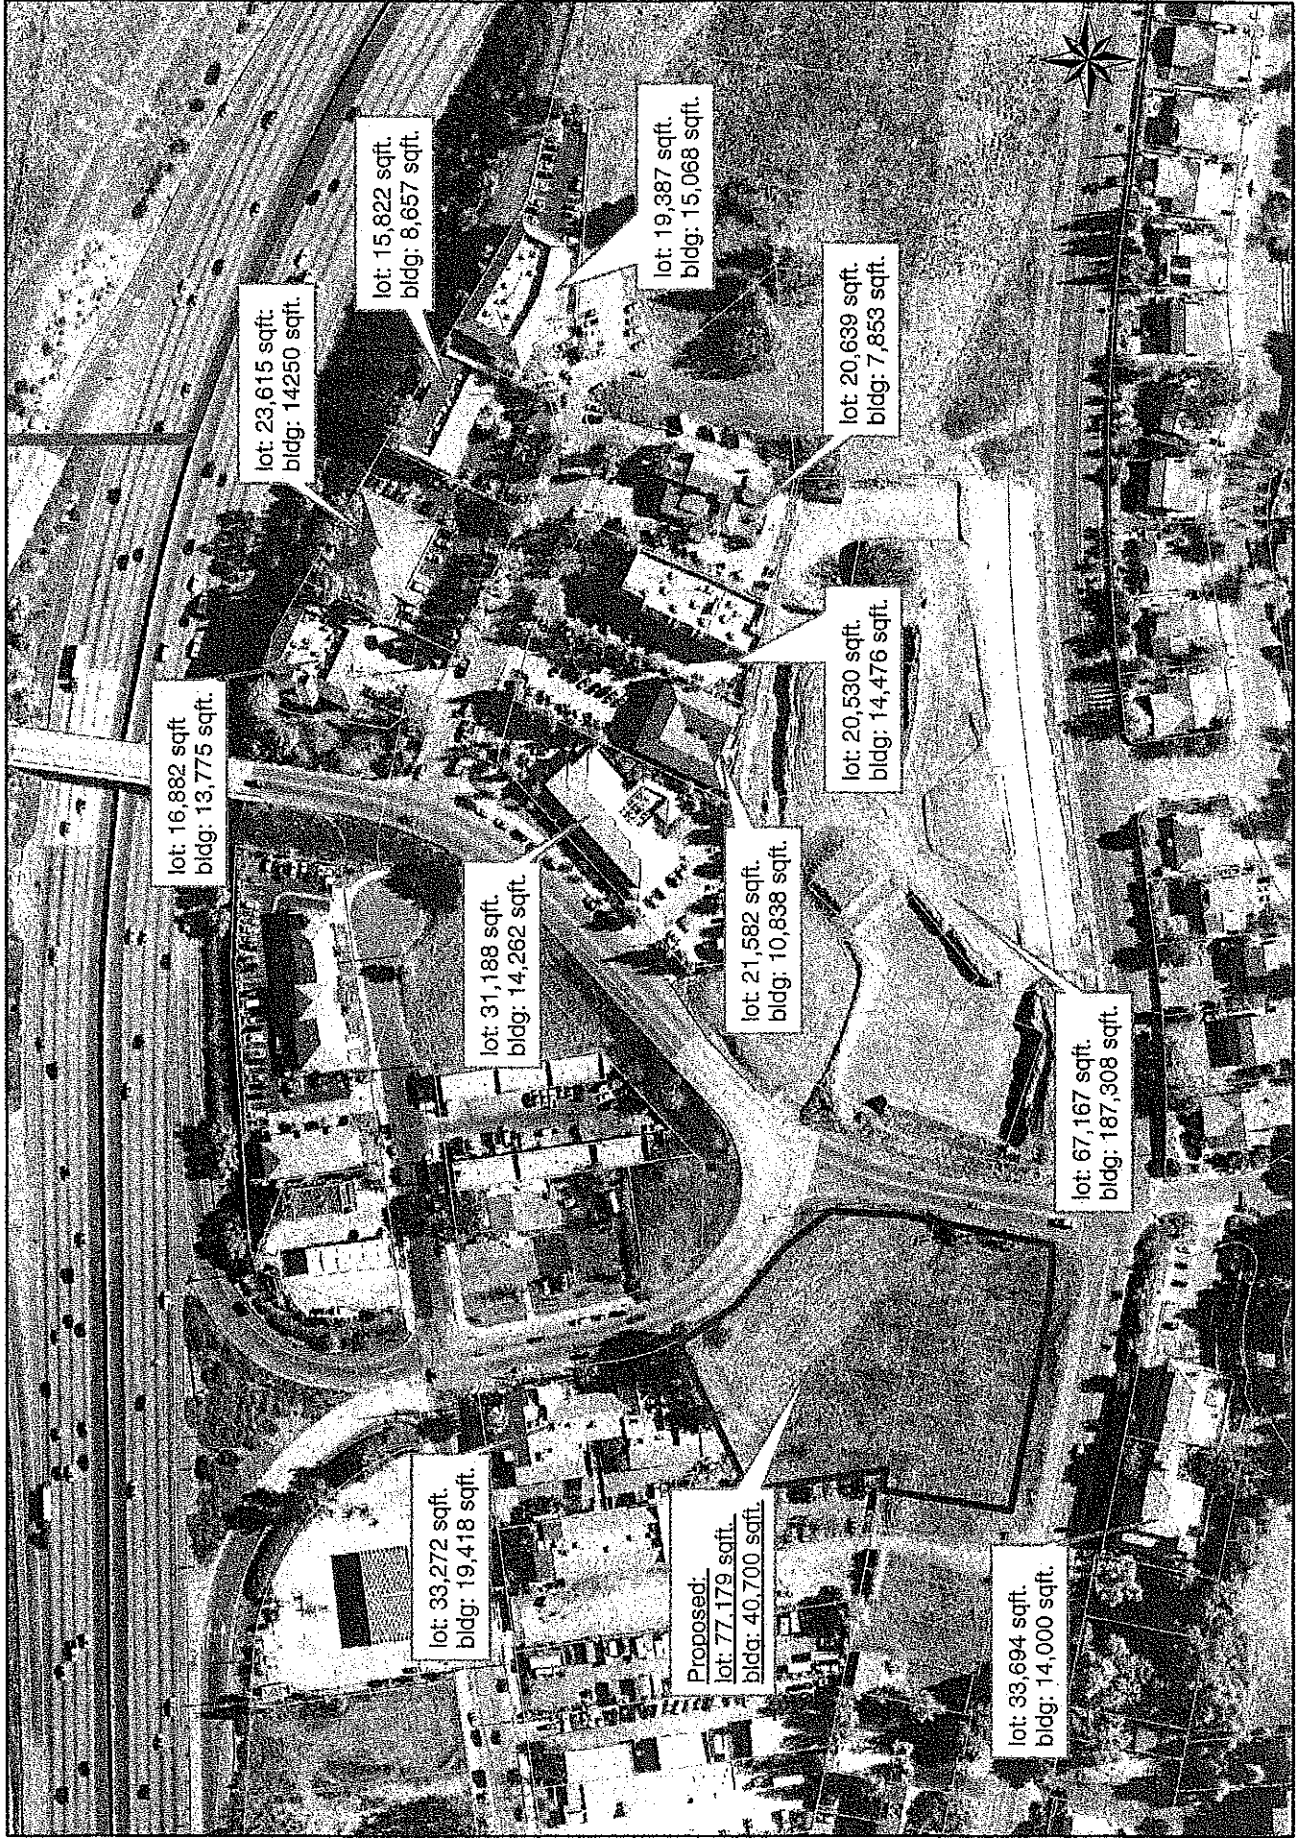 lot: 16,882 sqft
bldg: 13,775 sqft.
lot: 23,615 sqft
bldg: 14250 sqft.
lot: 15,822 sqft.
bldg: 8,657 sqft.
lot: 33,272 sqft.
bldg: 19,418 sqft.
lot: 31,188 sqft.
bldg: 14,262 sqft.
lot: 19,387 sqft.
bldg: 15,068 sqft.
Proposed:
lot: 77,179 sqft.
bldg: 40,700 sqft.
lot: 21,582 sqft.
bldg: 10,838 sqft.
lot: 20,530 sqft.
bldg: 14,476 sqft.
lot: 20,639 sqft.
bldg: 7,853 sqft.
lot: 33,694 sqft.
bldg: 14,000 sqft.
lot: 67,167 sqft.
bldg: 187,308 sqft.